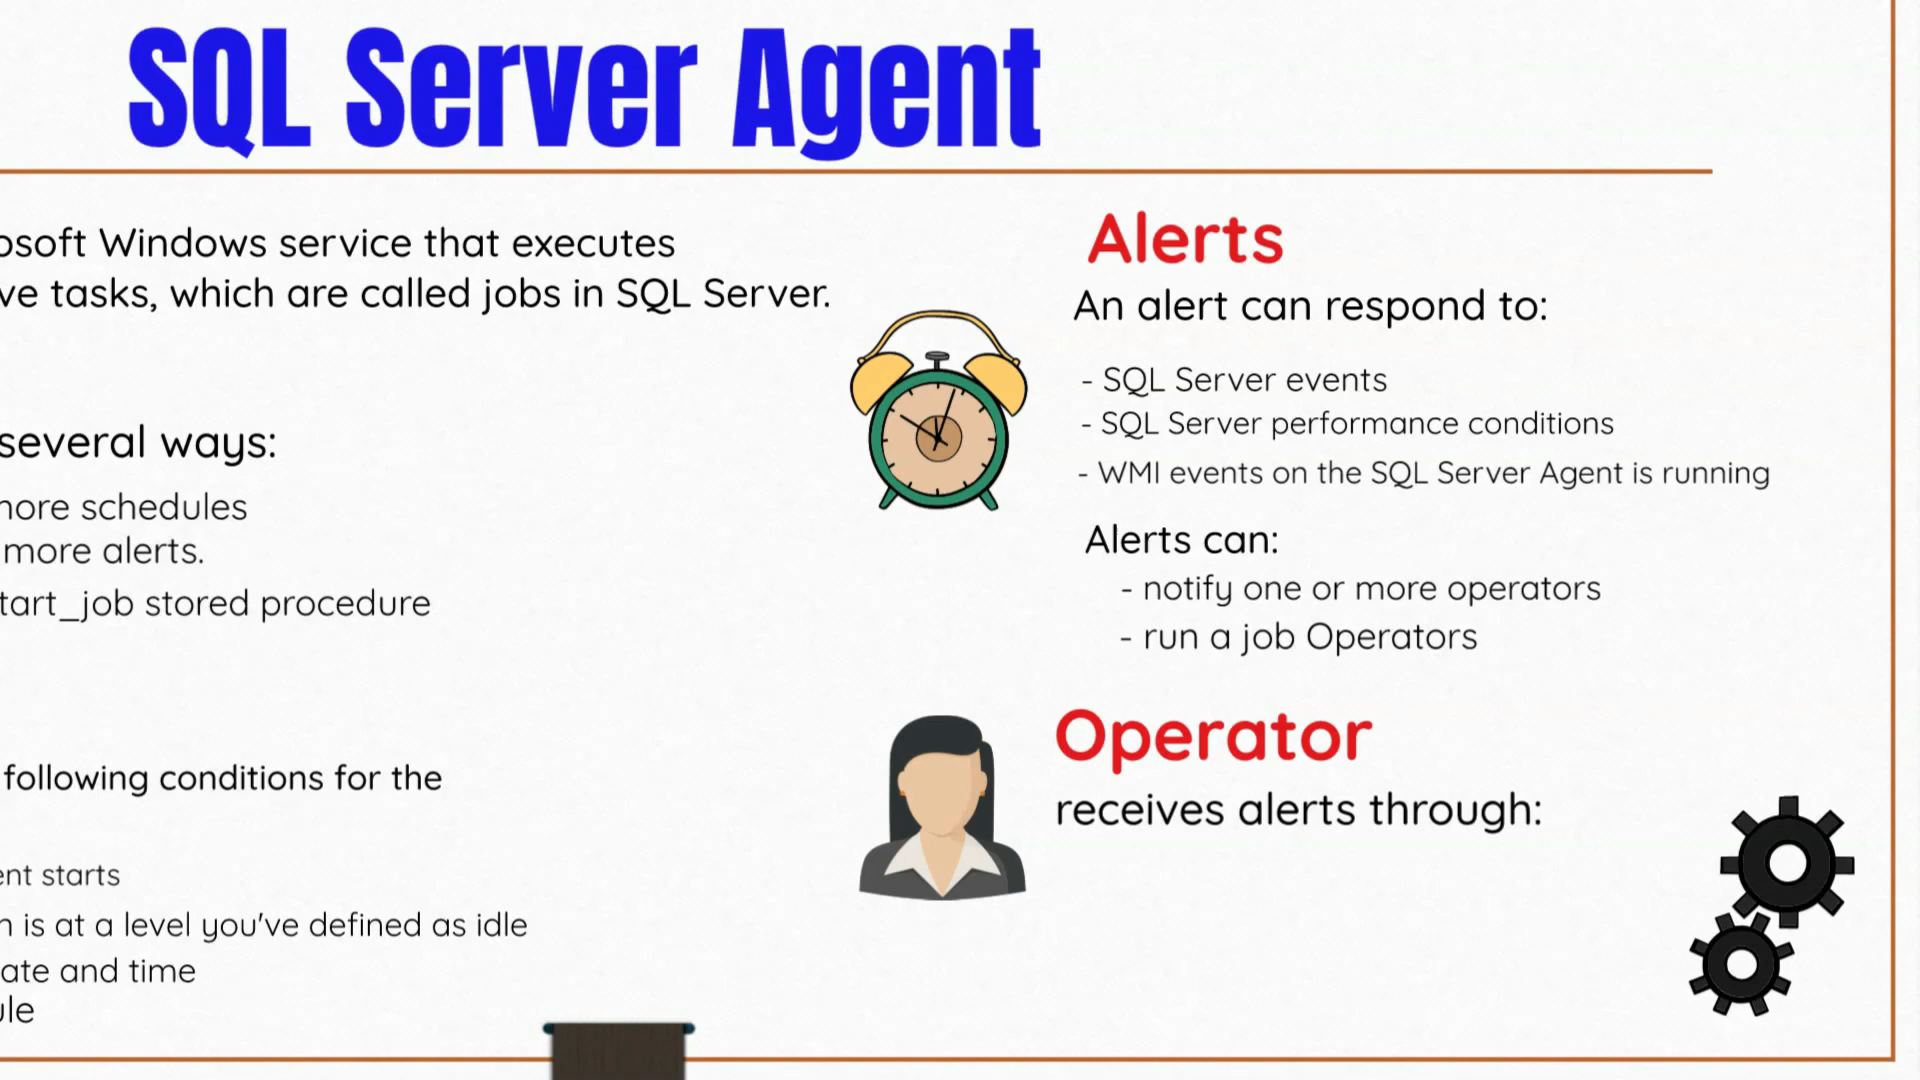 SQL Server Agent
osoft Windows service that executes
ve tasks, which are called jobs in SQL Server.
several ways:
more schedules
more alerts.
tart_job stored procedure
following conditions for the
ent starts
n is at a level you've defined as idle
ate and time
ule
Alerts
An alert can respond to:
- SQL Server events
- SQL Server performance conditions
- WMI events on the SQL Server Agent is running
Alerts can:
- notify one or more operators
- run a job Operators
Operator
receives alerts through: